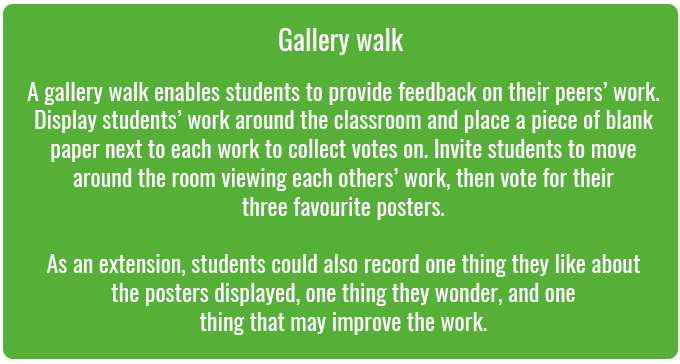 Gallery walk
A gallery walk enables students to provide feedback on their peers’ work.
Display students’ work around the classroom and place a piece of blank
paper next to each work to collect votes on. Invite students to move
around the room viewing each others’ work, then vote for their
three favourite posters.
As an extension, students could also record one thing they like about
the posters displayed, one thing they wonder, and one
thing that may improve the work.